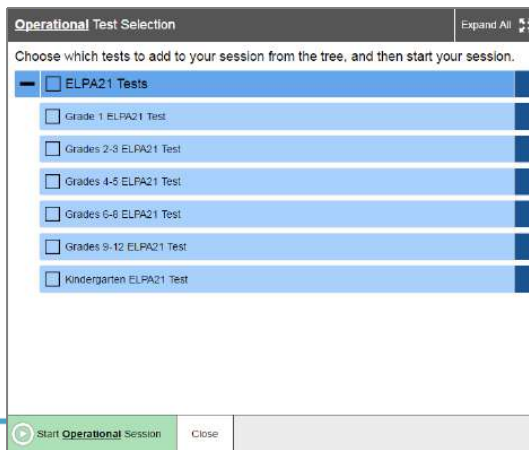 Operational Test Selection
Expand All
Choose which tests to add to your session from the tree, and then start your session.
ELPA21 Tests
Grade 1 ELPA21 Test
Grades 2-3 ELPA21 Test
Grades 4-5 ELPA21 Test
Grades 6-8 ELPA21 Test
Grades 9-12 ELPA21 Test
Kindergarten ELPA21 Test
Start Operational Session
Close